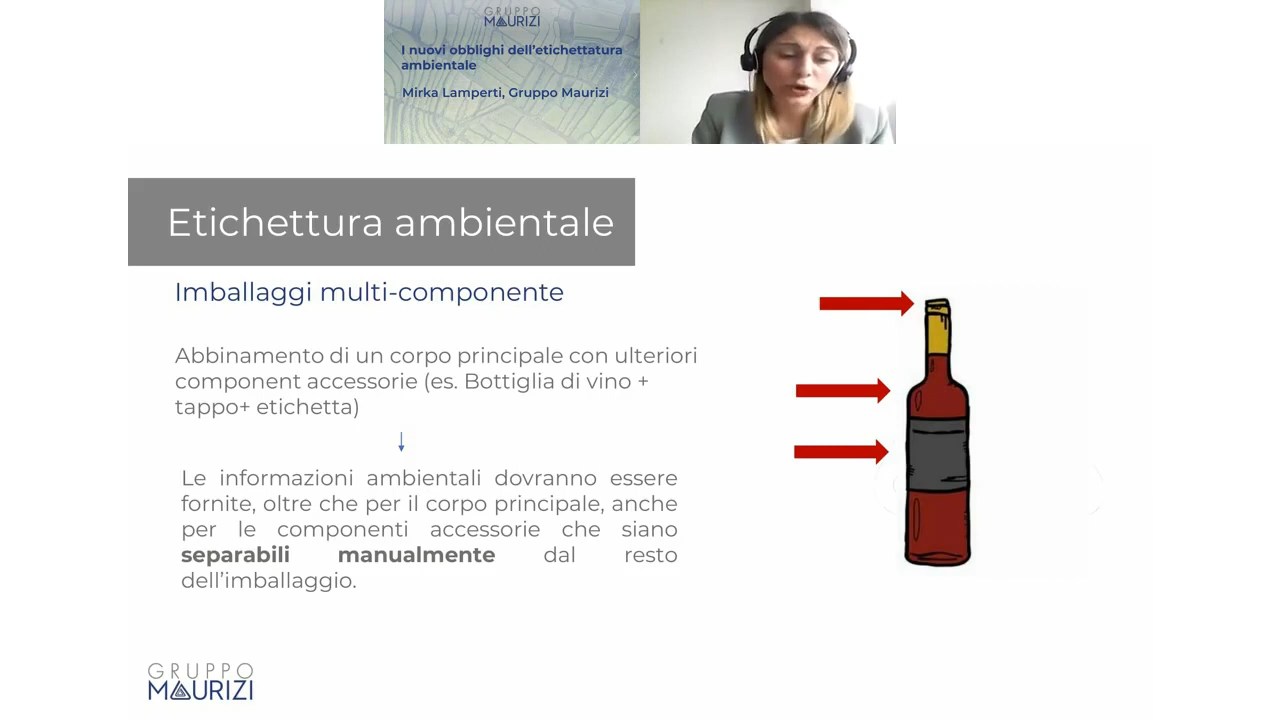 GRUPPO
MAURIZI
I nuovi obblighi dell'etichettatura
ambientale
Mirka Lamperti, Gruppo Maurizi
Etichettura ambientale
Imballaggi multi-componente
Abbinamento di un corpo principale con ulteriori
component accessorie (es. Bottiglia di vino +
tappo+ etichetta)
Le informazioni ambientali dovranno essere
fornite, oltre che per il corpo principale, anche
per le componenti accessorie che siano
separabili manualmente dal resto
dell'imballaggio.
GRUPPO
MAURIZI